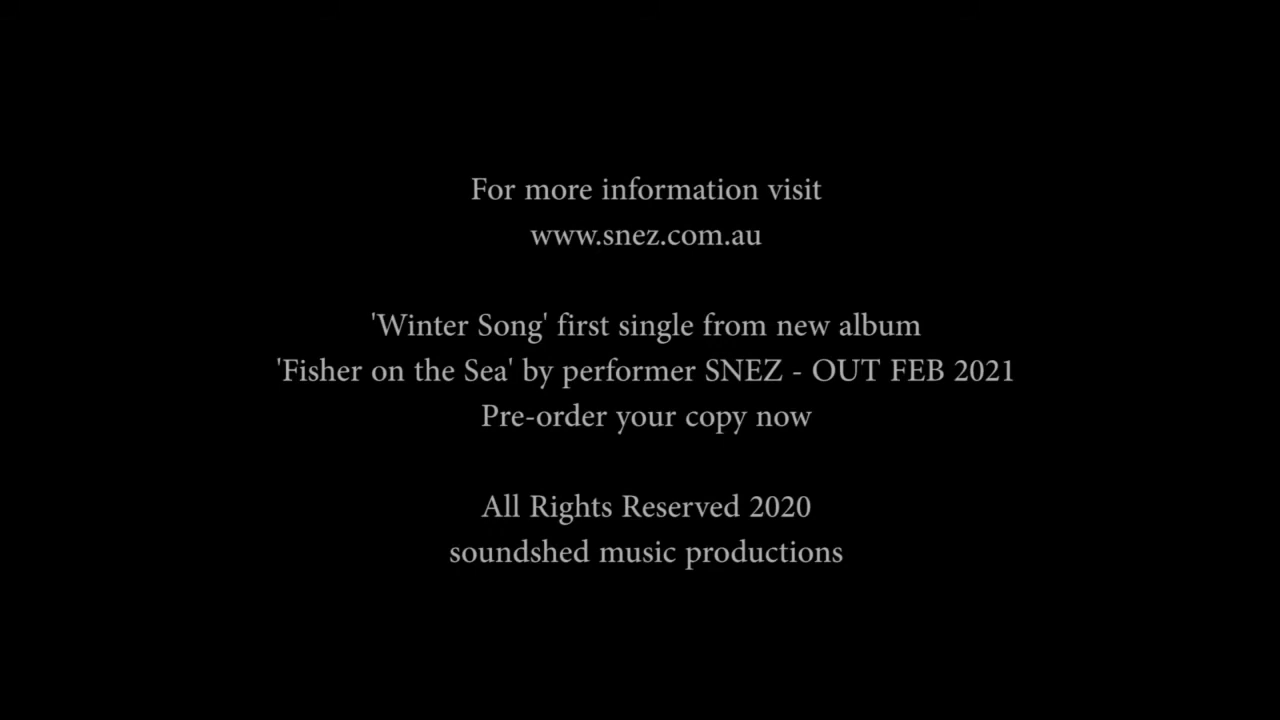 For more information visit
www.snez.com.au
'Winter Song' first single from new album
'Fisher on the Sea' by performer SNEZ - OUT FEB 2021
Pre-order your copy now
All Rights Reserved 2020
soundshed music productions